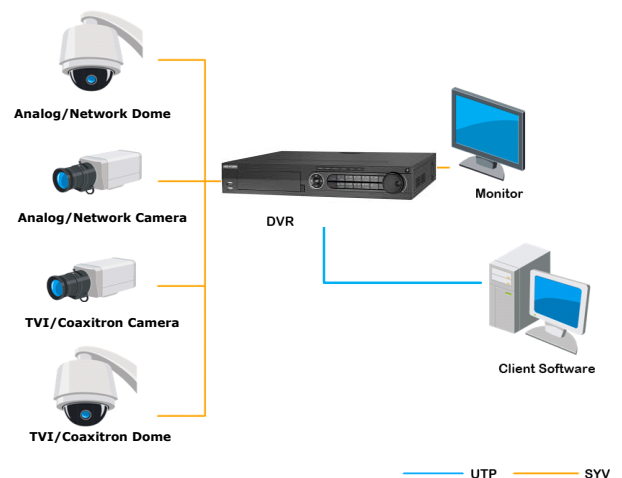 Analog/Network Dome
Analog/Network Camera
DVR
Monitor
TVI/Coaxitron Camera
Client Software
TVI/Coaxitron Dome
UTP
SYV